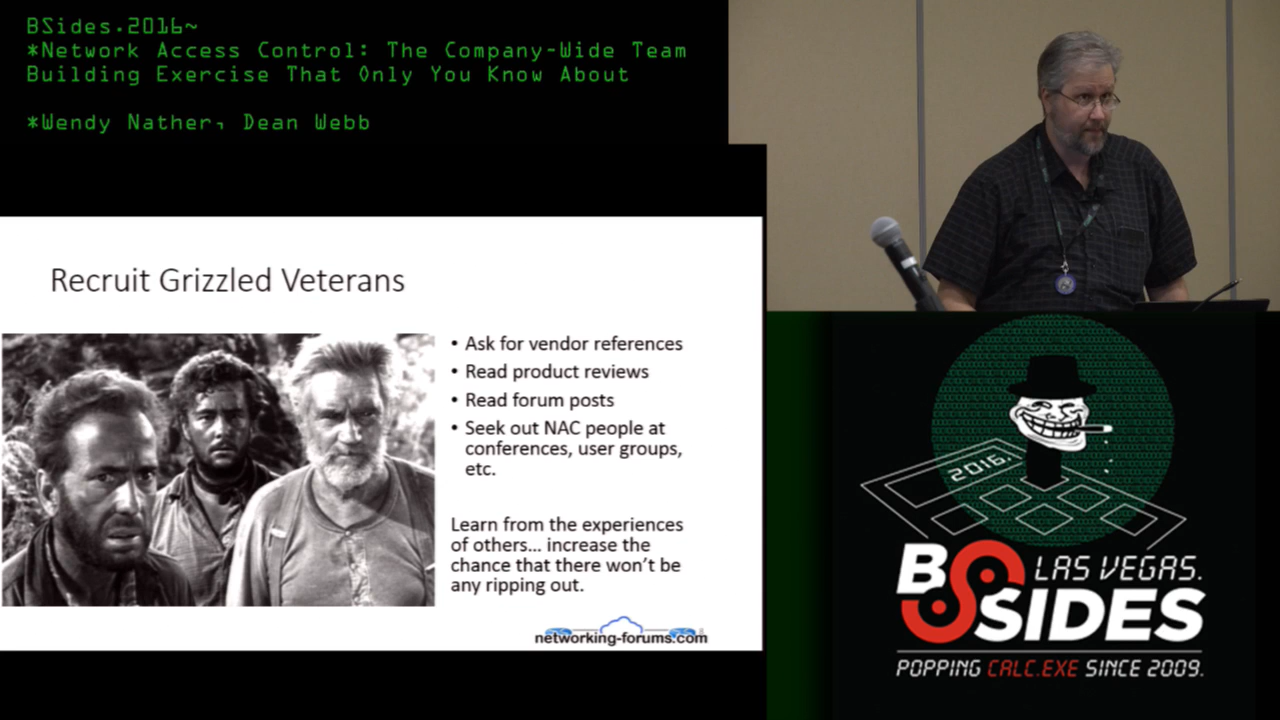 BSides.2016~
*Network Access Control: The Company-Wide Team
Building Exercise That Only You Know About
*Wendy Nather, Dean Webb
Recruit Grizzled Veterans
• Ask for vendor references
• Read product reviews
• Read forum posts
• Seek out NAC people at
conferences, user groups,
etc.
Learn from the experiences
of others... increase the
chance that there won't be
any ripping out.
networking-forums.com
2016.
BSIDES
LAS VEGAS.
POPPING CALC.EXE SINCE 2009.